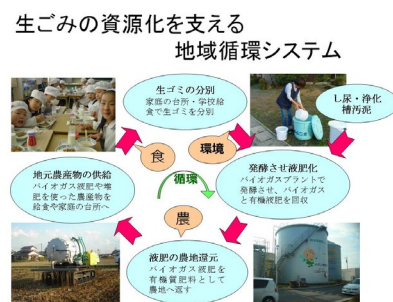 生ごみの資源化を支える
地域循環システム
生ゴミの分別
家庭の台所・学校給
食で生ゴミを分別
し尿・浄化
槽汚泥
食
環境
循環
農
地元農産物の供給
バイオガス液肥や堆
肥を使った農産物を
給食や家庭の台所へ
発酵させ液肥化
バイオガスプラントで
発酵させ、バイオガス
と有機液肥を回収
液肥の農地還元
バイオガス液肥を
有機質肥料として
農地へ返す